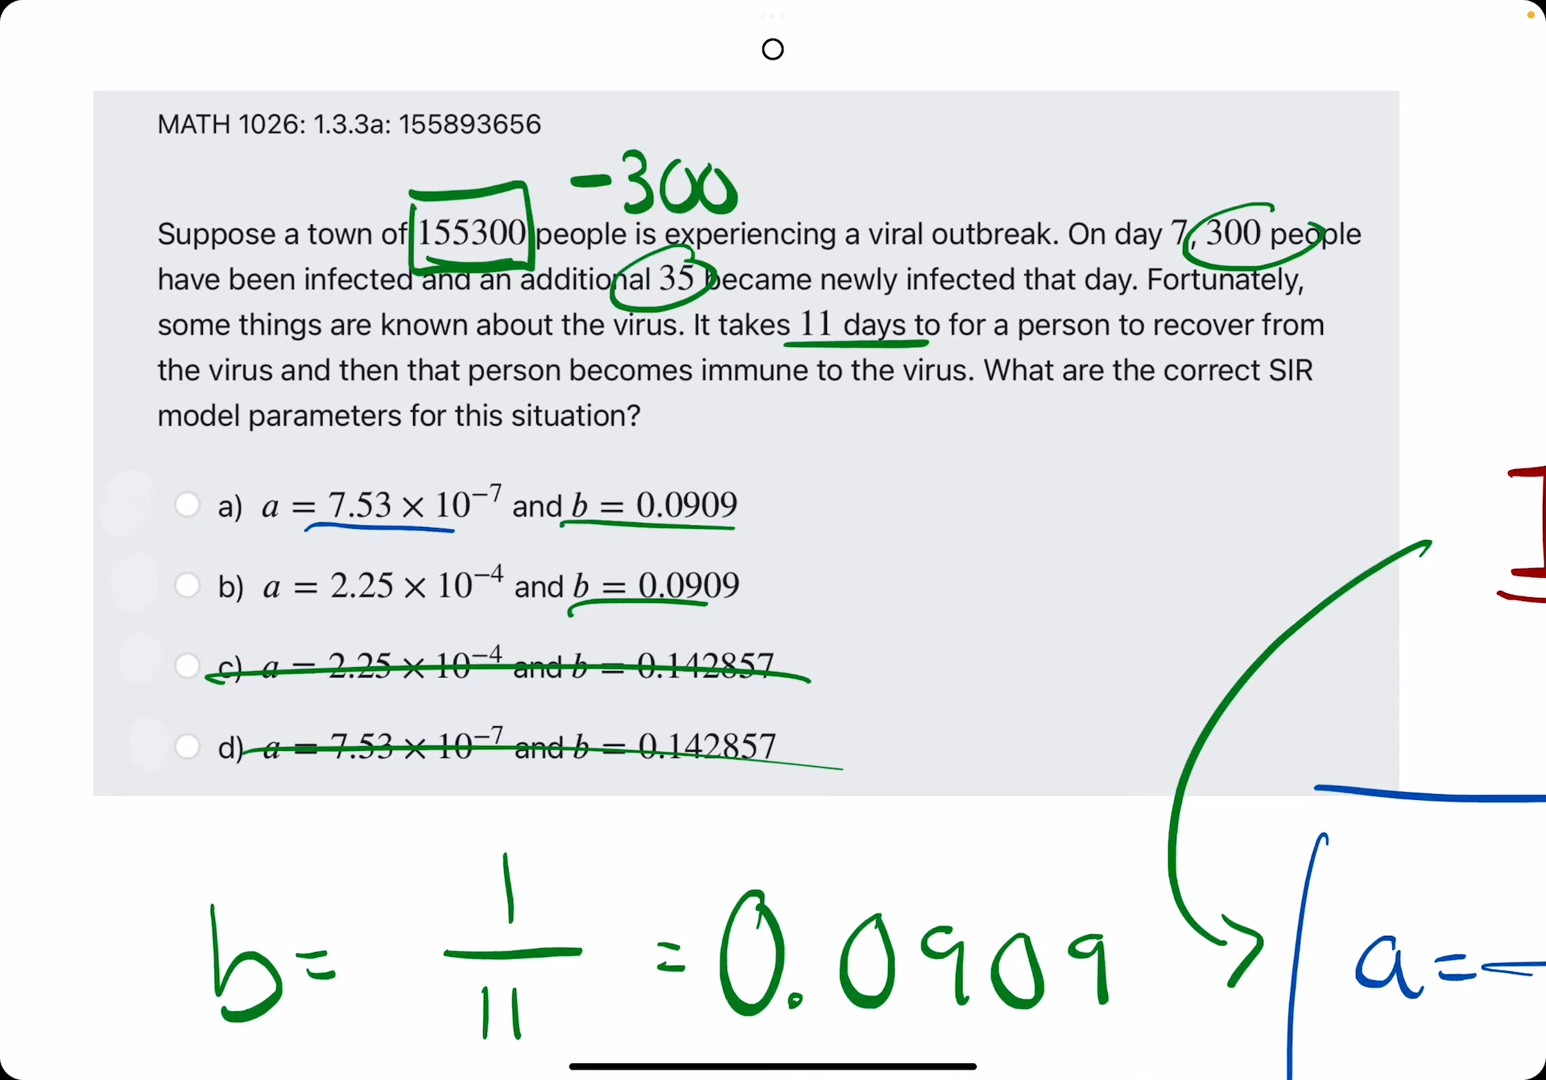 MATH 1026: 1.3.3a: 155893656
-300
Suppose a town of 155300 people is experiencing a viral outbreak. On day 7, 300 people
have been infected and an additional 35 became newly infected that day. Fortunately,
some things are known about the virus. It takes 11 days to for a person to recover from
the virus and then that person becomes immune to the virus. What are the correct SIR
model parameters for this situation?
a) a = 7.53 × 10⁻⁷ and b = 0.0909
b) a = 2.25 × 10⁻⁴ and b = 0.0909
c) a = 2.25 × 10⁻⁴ and b = 0.142857
d) a = 7.53 × 10⁻⁷ and b = 0.142857
I
b = 1/11 = 0.0909
a =